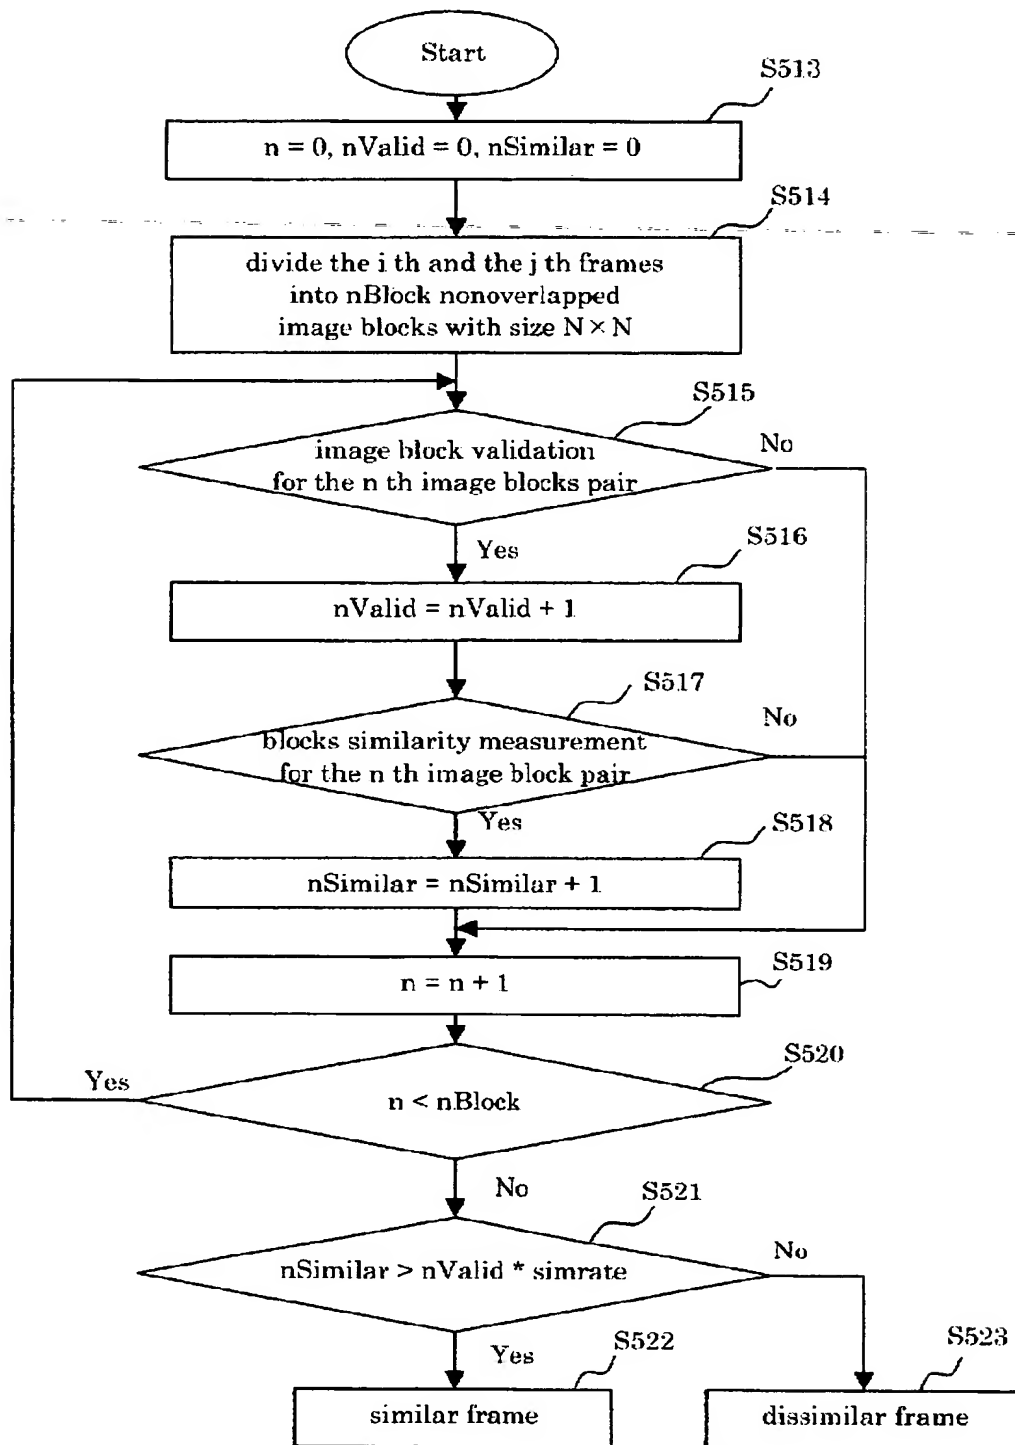 Start
S513
n = 0, nValid = 0, nSimilar = 0
S514
divide the i th and the j th frames
into nBlock nonoverlapped
image blocks with size N × N
S515
image block validation
for the n th image blocks pair
No
Yes
S516
nValid = nValid + 1
S517
blocks similarity measurement
for the n th image block pair
No
Yes
S518
nSimilar = nSimilar + 1
S519
n = n + 1
S520
Yes
n < nBlock
No
S521
nSimilar > nValid * simrate
No
Yes
S522
similar frame
S523
dissimilar frame